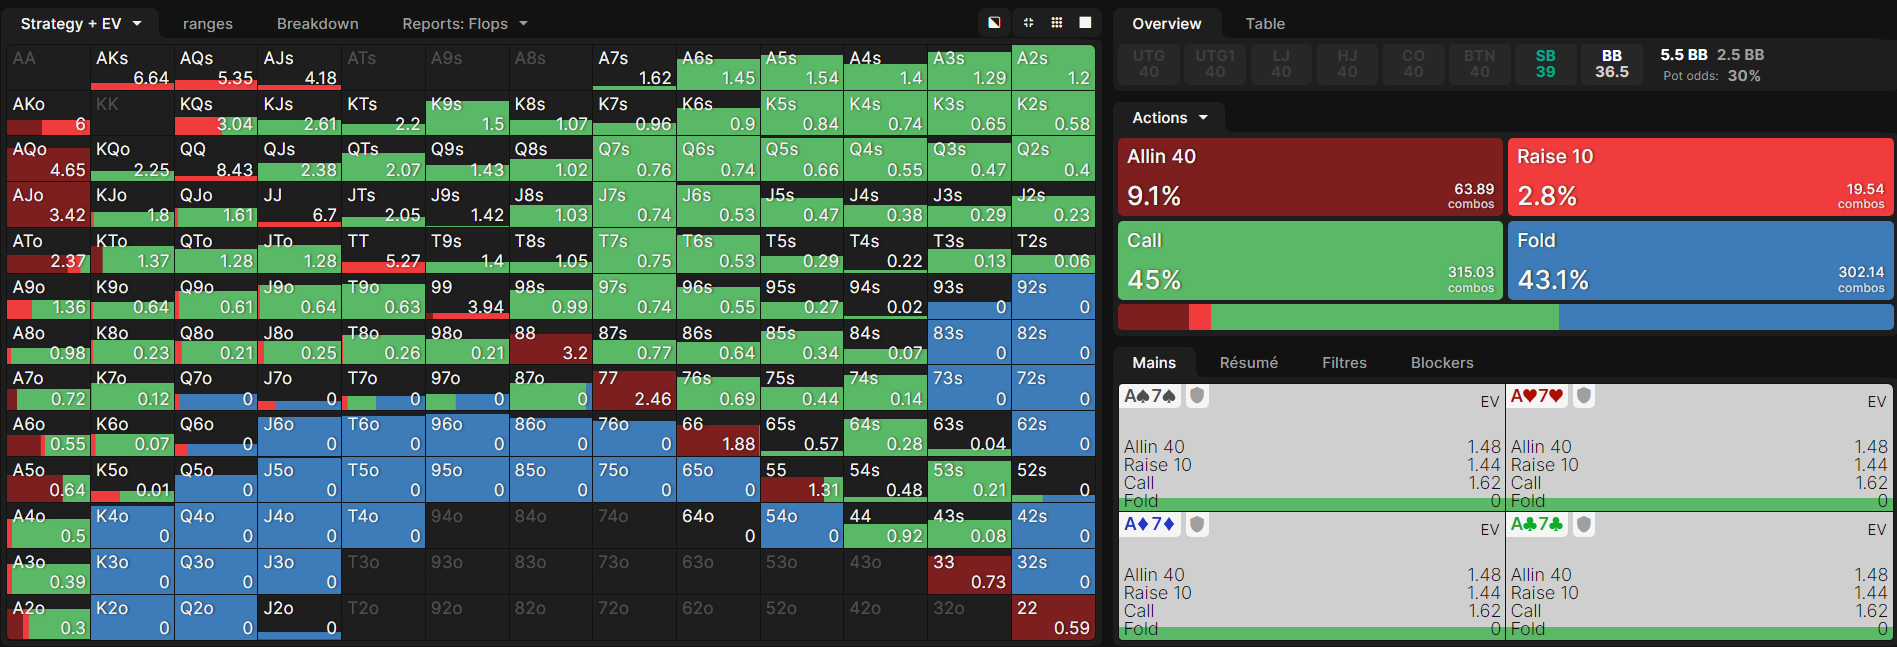 Strategy + EV ranges Breakdown Reports: Flops
AA AKs AQs AJs ATs A9s A8s A7s A6s A5s A4s A3s A2s
6.64 5.35 4.18 1.62 1.45 1.54 1.4 1.29 1.2
AKo KK KQs KJs KTs K9s K8s K7s K6s K5s K4s K3s K2s
6 3.04 2.61 2.2 1.5 1.07 0.96 0.9 0.84 0.74 0.65 0.58
AQo KQo QQ QJs QTs Q9s Q8s Q7s Q6s Q5s Q4s Q3s Q2s
4.65 2.25 8.43 2.38 2.07 1.43 1.02 0.76 0.74 0.66 0.55 0.47 0.4
AJo KJo QJo JJ JTs J9s J8s J7s J6s J5s J4s J3s J2s
3.42 1.8 1.61 6.7 2.05 1.42 1.03 0.74 0.53 0.47 0.38 0.29 0.23
ATo KTo QTo JTo TT T9s T8s T7s T6s T5s T4s T3s T2s
2.37 1.37 1.28 1.28 5.27 1.4 1.05 0.75 0.53 0.29 0.22 0.13 0.06
A9o K9o Q9o J9o T9o 99 98s 97s 96s 95s 94s 93s 92s
1.36 0.64 0.61 0.64 0.63 3.94 0.99 0.74 0.55 0.27 0.02 0 0
A8o K8o Q8o J8o T8o 98o 88 87s 86s 85s 84s 83s 82s
0.98 0.23 0.21 0.25 0.26 0.21 3.2 0.77 0.64 0.34 0.07 0 0
A7o K7o Q7o J7o T7o 97o 87o 77 76s 75s 74s 73s 72s
0.72 0.12 0 0 0 0 0 2.46 0.69 0.44 0.14 0 0
A6o K6o Q6o J6o T6o 96o 86o 76o 66 65s 64s 63s 62s
0.55 0.07 0 0 0 0 0 0 1.88 0.57 0.28 0.04 0
A5o K5o Q5o J5o T5o 95o 85o 75o 65o 55 54s 53s 52s
0.64 0.01 0 0 0 0 0 0 0 1.31 0.48 0.21 0
A4o K4o Q4o J4o T4o 94o 84o 74o 64o 54o 44 43s 42s
0.5 0 0 0 0 0 0 0.92 0.08 0
A3o K3o Q3o J3o T3o 93o 83o 73o 63o 53o 43o 33 32s
0.39 0 0 0 0.73 0
A2o K2o Q2o J2o T2o 92o 82o 72o 62o 52o 42o 32o 22
0.3 0 0 0 0.59
Overview Table
UTG UTG1 LJ HJ CO BTN SB BB 5.5 BB 2.5 BB
40 40 40 40 40 40 39 36.5 Pot odds: 30%
Actions
Allin 40 Raise 10
9.1% 63.89 combos 2.8% 19.54 combos
Call Fold
45% 315.03 combos 43.1% 302.14 combos
Mains Résumé Filtres Blockers
A♠7♠ EV A♥7♥ EV
Allin 40 1.48 Allin 40 1.48
Raise 10 1.44 Raise 10 1.44
Call 1.62 Call 1.62
Fold 0 Fold 0
A♦7♦ EV A♣7♣ EV
Allin 40 1.48 Allin 40 1.48
Raise 10 1.44 Raise 10 1.44
Call 1.62 Call 1.62
Fold 0 Fold 0